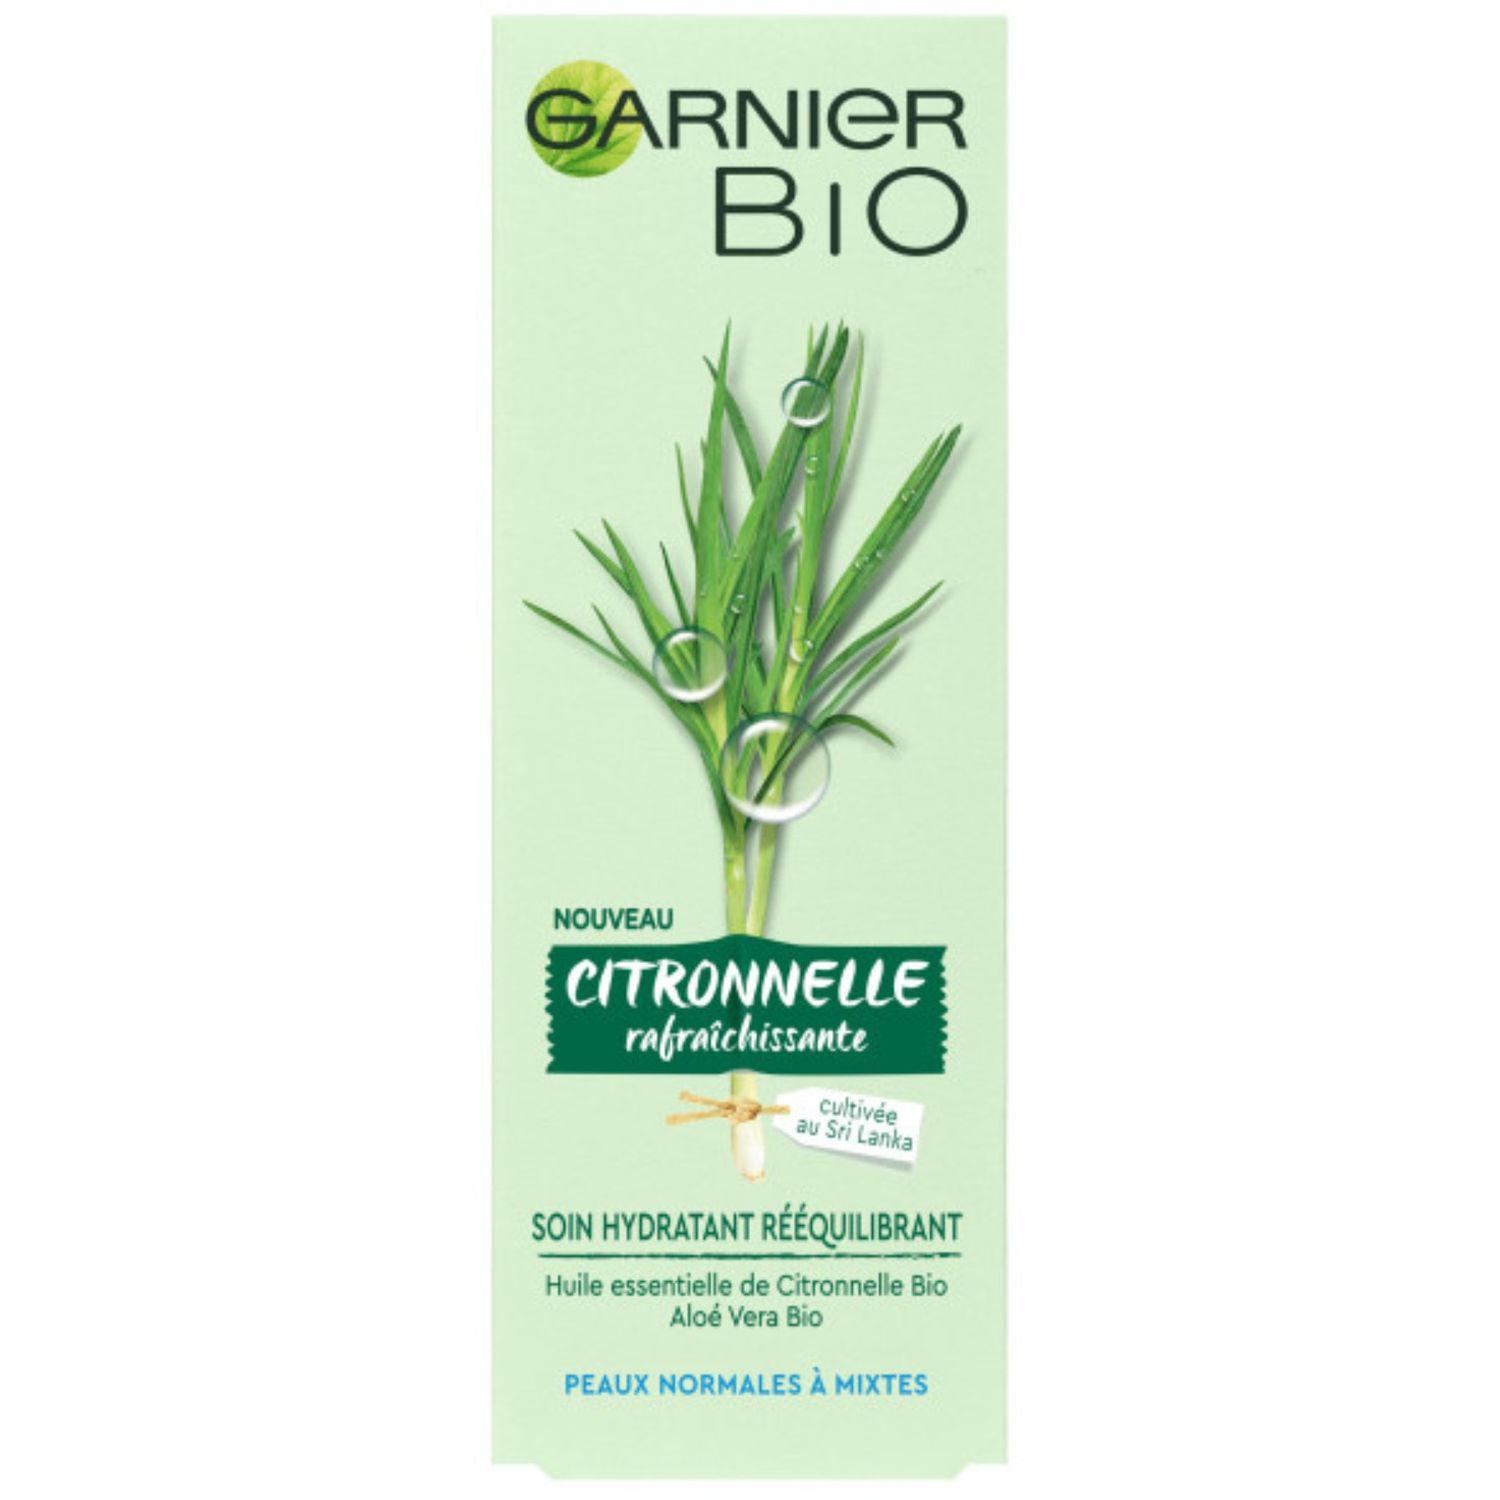 GARNIER
BIO
NOUVEAU
CITRONNELLE
rafraîchissante
cultivée
au Sri Lanka
SOIN HYDRATANT RÉÉQUILIBRANT
Huile essentielle de Citronnelle Bio
Aloé Vera Bio
PEAUX NORMALES À MIXTES